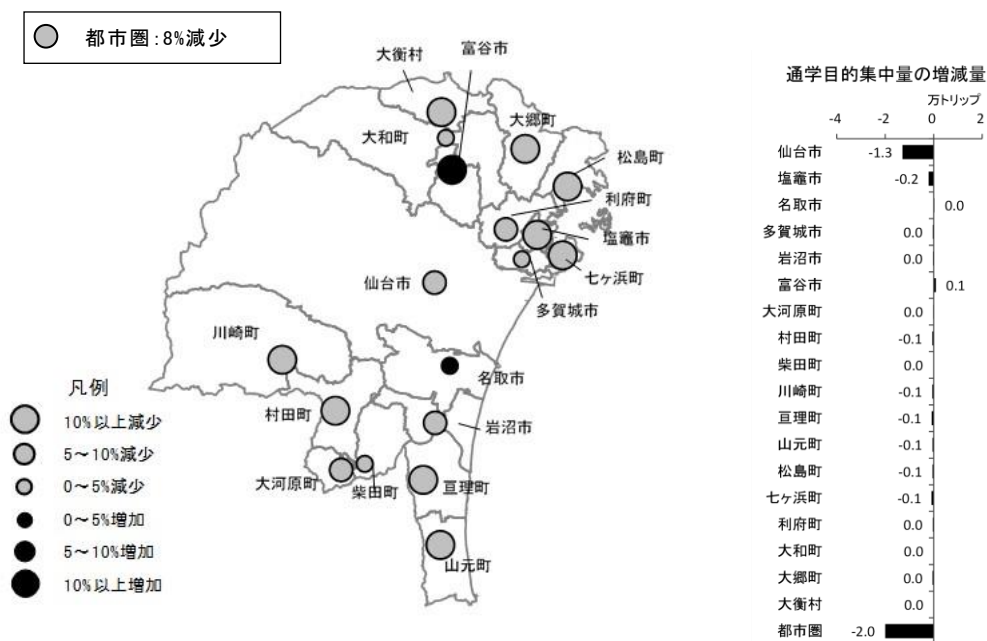 都市圏:8%減少
大衡村
富谷市
大和町
大郷町
松島町
利府町
塩竈市
七ヶ浜町
多賀城市
仙台市
川崎町
名取市
村田町
岩沼市
大河原町
柴田町
亘理町
山元町
凡例
10%以上減少
5~10%減少
0~5%減少
0~5%増加
5~10%増加
10%以上増加
通学目的集中量の増減量
万トリップ
-4 -2 0 2
仙台市 -1.3
塩竈市 -0.2
名取市 0.0
多賀城市 0.0
岩沼市 0.0
富谷市 0.1
大河原町 0.0
村田町 -0.1
柴田町 0.0
川崎町 -0.1
亘理町 -0.1
山元町 -0.1
松島町 -0.1
七ヶ浜町 -0.1
利府町 0.0
大和町 0.0
大郷町 0.0
大衡村 0.0
都市圏 -2.0